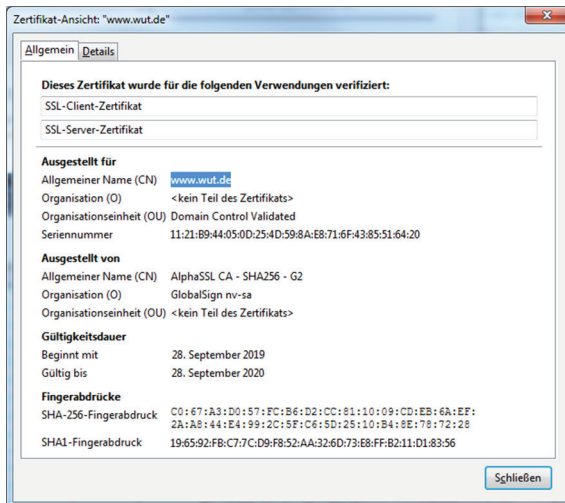 Zertifikat-Ansicht: "www.wut.de"
Allgemein Details
Dieses Zertifikat wurde für die folgenden Verwendungen verifiziert:
SSL-Client-Zertifikat
SSL-Server-Zertifikat
Ausgestellt für
Allgemeiner Name (CN) www.wut.de
Organisation (O) <kein Teil des Zertifikats>
Organisationseinheit (OU) Domain Control Validated
Seriennummer 11:21:B9:44:05:0D:25:4D:59:8A:E8:71:6F:43:85:51:64:20
Ausgestellt von
Allgemeiner Name (CN) AlphaSSL CA - SHA256 - G2
Organisation (O) GlobalSign nv-sa
Organisationseinheit (OU) <kein Teil des Zertifikats>
Gültigkeitsdauer
Beginnt mit 28. September 2019
Gültig bis 28. September 2020
Fingerabdrücke
SHA-256-Fingerabdruck C0:67:A3:D0:57:FC:B6:D2:CC:81:10:09:CD:EB:6A:EF:
2A:A8:44:E4:99:2C:5F:C6:5D:25:10:B4:8E:78:72:28
SHA1-Fingerabdruck 19:65:92:FB:C7:7C:D9:F8:52:AA:32:6D:73:E8:FF:B2:11:D1:83:56
Schließen